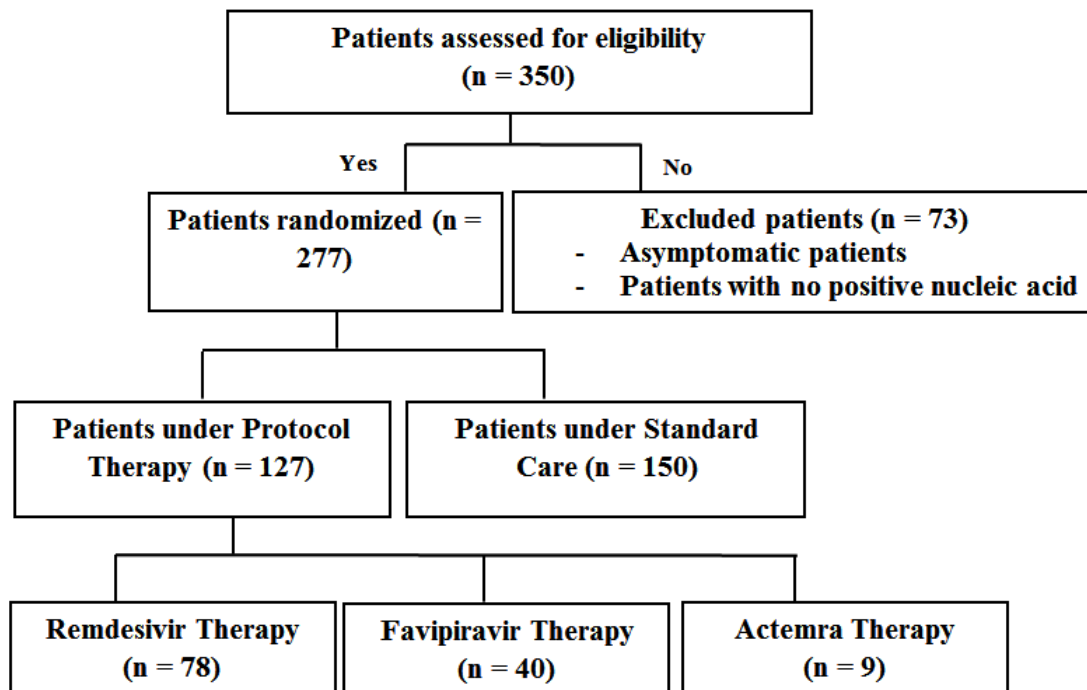 Patients assessed for eligibility
(n = 350)
Yes
No
Patients randomized (n =
277)
Excluded patients (n = 73)
- Asymptomatic patients
- Patients with no positive nucleic acid
Patients under Protocol
Therapy (n = 127)
Patients under Standard
Care (n = 150)
Remdesivir Therapy
(n = 78)
Favipiravir Therapy
(n = 40)
Actemra Therapy
(n = 9)